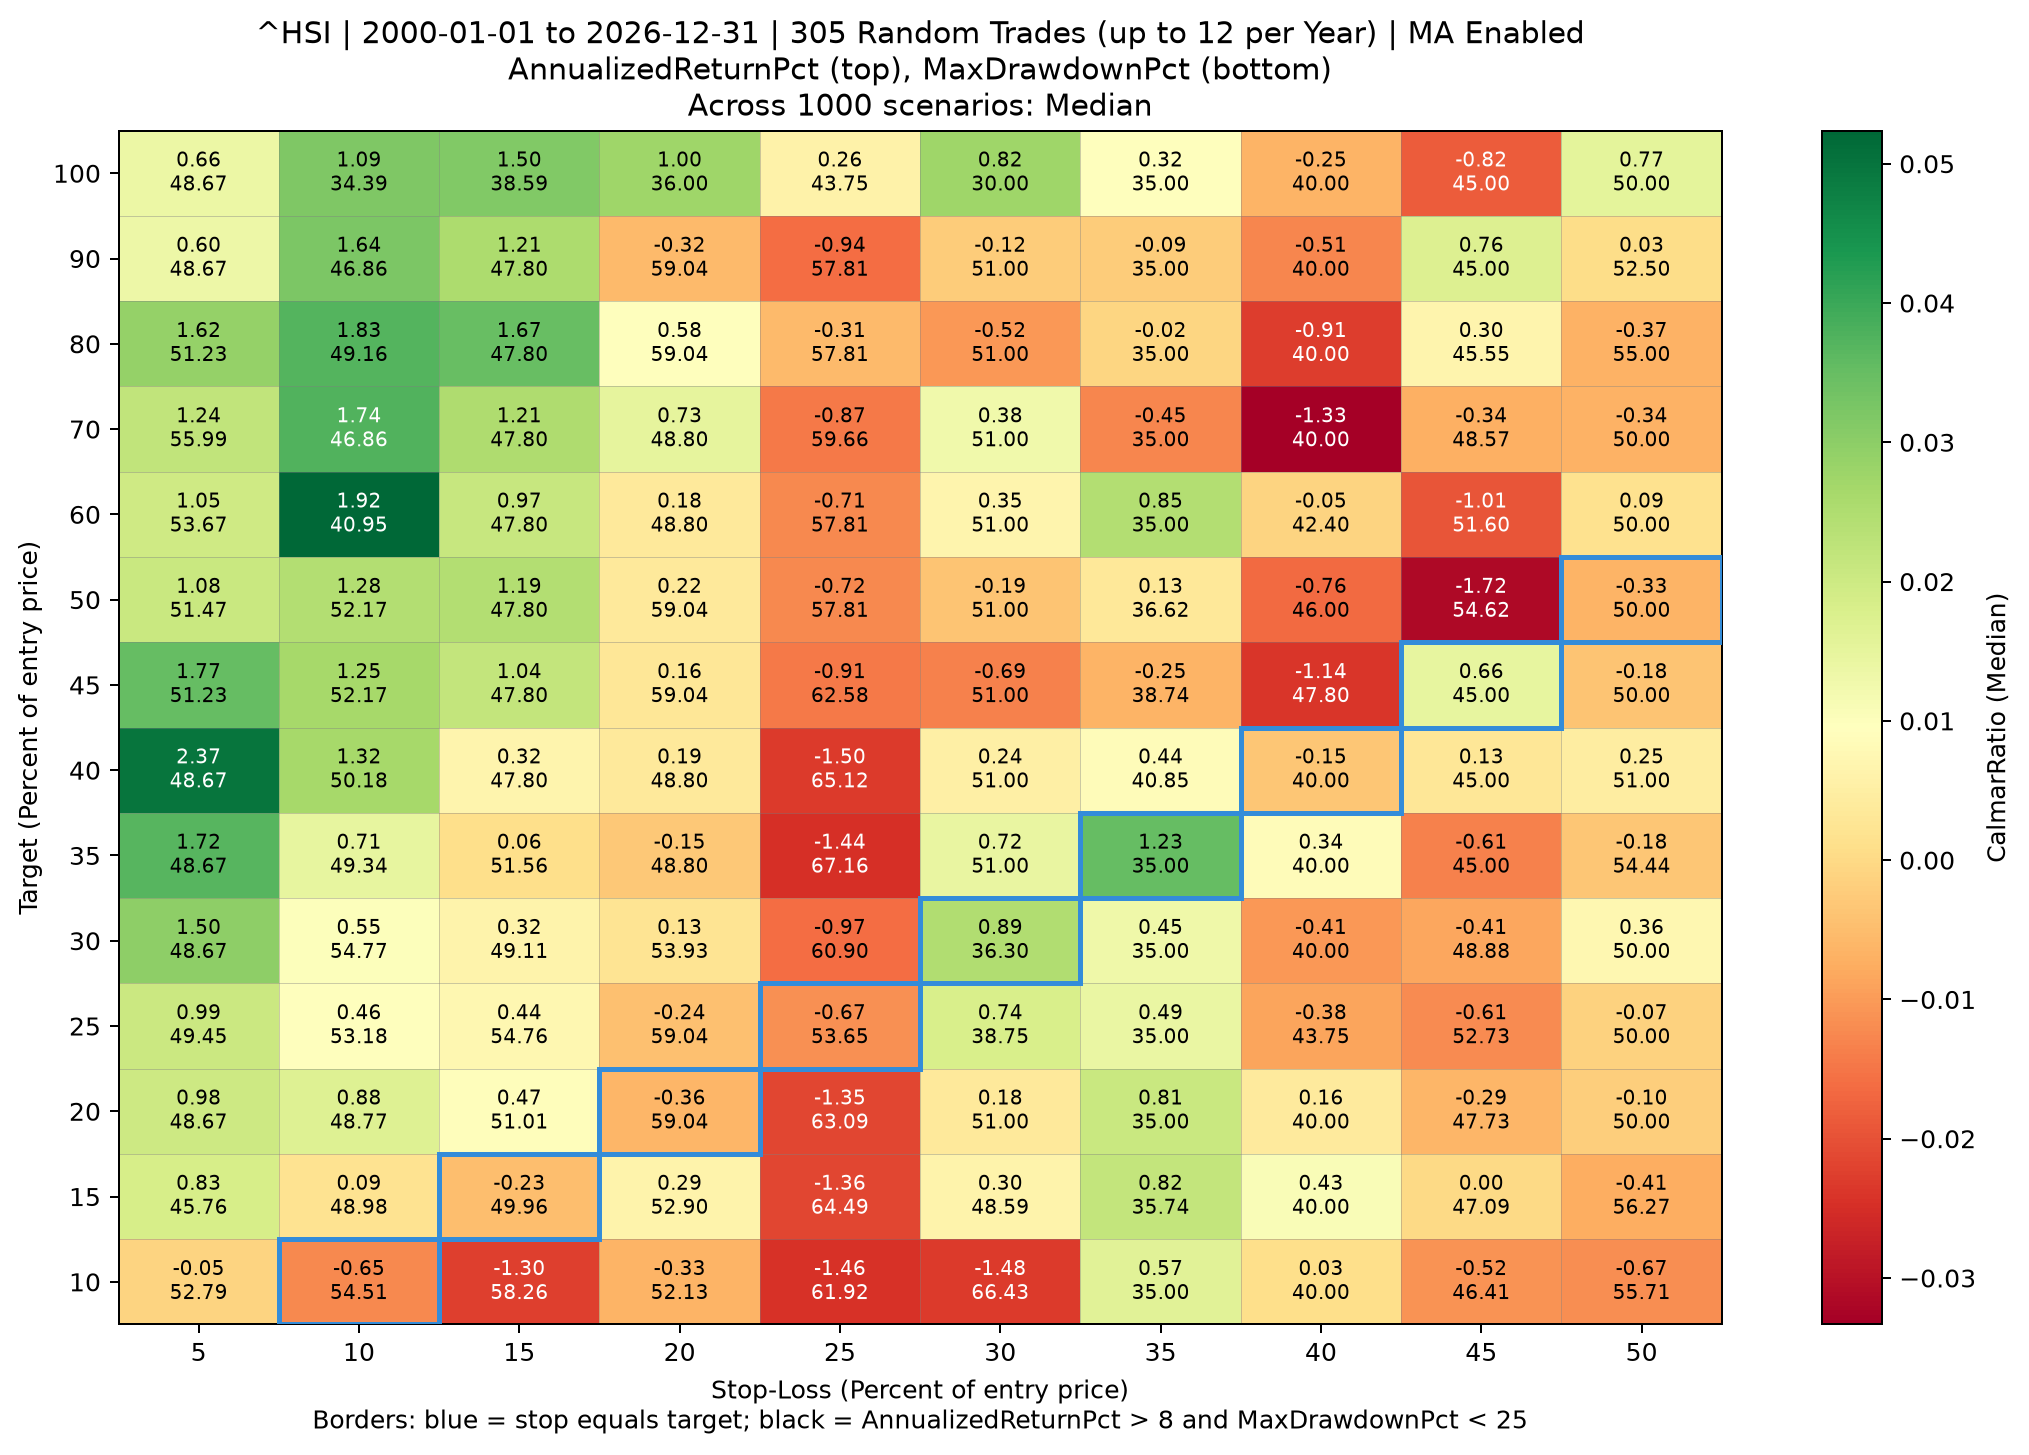 ^HSI | 2000-01-01 to 2026-12-31 | 305 Random Trades (up to 12 per Year) | MA Enabled
AnnualizedReturnPct (top), MaxDrawdownPct (bottom)
Across 1000 scenarios: Median
100 0.66 1.09 1.50 1.00 0.26 0.82 0.32 -0.25 -0.82 0.77
48.67 34.39 38.59 36.00 43.75 30.00 35.00 40.00 45.00 50.00
90 0.60 1.64 1.21 -0.32 -0.94 -0.12 -0.09 -0.51 0.76 0.03
48.67 46.86 47.80 59.04 57.81 51.00 35.00 40.00 45.00 52.50
80 1.62 1.83 1.67 0.58 -0.31 -0.52 -0.02 -0.91 0.30 -0.37
51.23 49.16 47.80 59.04 57.81 51.00 35.00 40.00 45.55 55.00
70 1.24 1.74 1.21 0.73 -0.87 0.38 -0.45 -1.33 -0.34 -0.34
55.99 46.86 47.80 48.80 59.66 51.00 35.00 40.00 48.57 50.00
60 1.05 1.92 0.97 0.18 -0.71 0.35 0.85 -0.05 -1.01 0.09
53.67 40.95 47.80 48.80 57.81 51.00 35.00 42.40 51.60 50.00
50 1.08 1.28 1.19 0.22 -0.72 -0.19 0.13 -0.76 -1.72 -0.33
51.47 52.17 47.80 59.04 57.81 51.00 36.62 46.00 54.62 50.00
45 1.77 1.25 1.04 0.16 -0.91 -0.69 -0.25 -1.14 0.66 -0.18
51.23 52.17 47.80 59.04 62.58 51.00 38.74 47.80 45.00 50.00
40 2.37 1.32 0.32 0.19 -1.50 0.24 0.44 -0.15 0.13 0.25
48.67 50.18 47.80 48.80 65.12 51.00 40.85 40.00 45.00 51.00
35 1.72 0.71 0.06 -0.15 -1.44 0.72 1.23 0.34 -0.61 -0.18
48.67 49.34 51.56 48.80 67.16 51.00 35.00 40.00 45.00 54.44
30 1.50 0.55 0.32 0.13 -0.97 0.89 0.45 -0.41 -0.41 0.36
48.67 54.77 49.11 53.93 60.90 36.30 35.00 40.00 48.88 50.00
25 0.99 0.46 0.44 -0.24 -0.67 0.74 0.49 -0.38 -0.61 -0.07
49.45 53.18 54.76 59.04 53.65 38.75 35.00 43.75 52.73 50.00
20 0.98 0.88 0.47 -0.36 -1.35 0.18 0.81 0.16 -0.29 -0.10
48.67 48.77 51.01 59.04 63.09 51.00 35.00 40.00 47.73 50.00
15 0.83 0.09 -0.23 0.29 -1.36 0.30 0.82 0.43 0.00 -0.41
45.76 48.98 49.96 52.90 64.49 48.59 35.74 40.00 47.09 56.27
10 -0.05 -0.65 -1.30 -0.33 -1.46 -1.48 0.57 0.03 -0.52 -0.67
52.79 54.51 58.26 52.13 61.92 66.43 35.00 40.00 46.41 55.71
5 10 15 20 25 30 35 40 45 50
Stop-Loss (Percent of entry price)
Borders: blue = stop equals target; black = AnnualizedReturnPct > 8 and MaxDrawdownPct < 25
Target (Percent of entry price)
0.05
0.04
0.03
0.02
0.01
0.00
−0.01
−0.02
−0.03
CalmarRatio (Median)